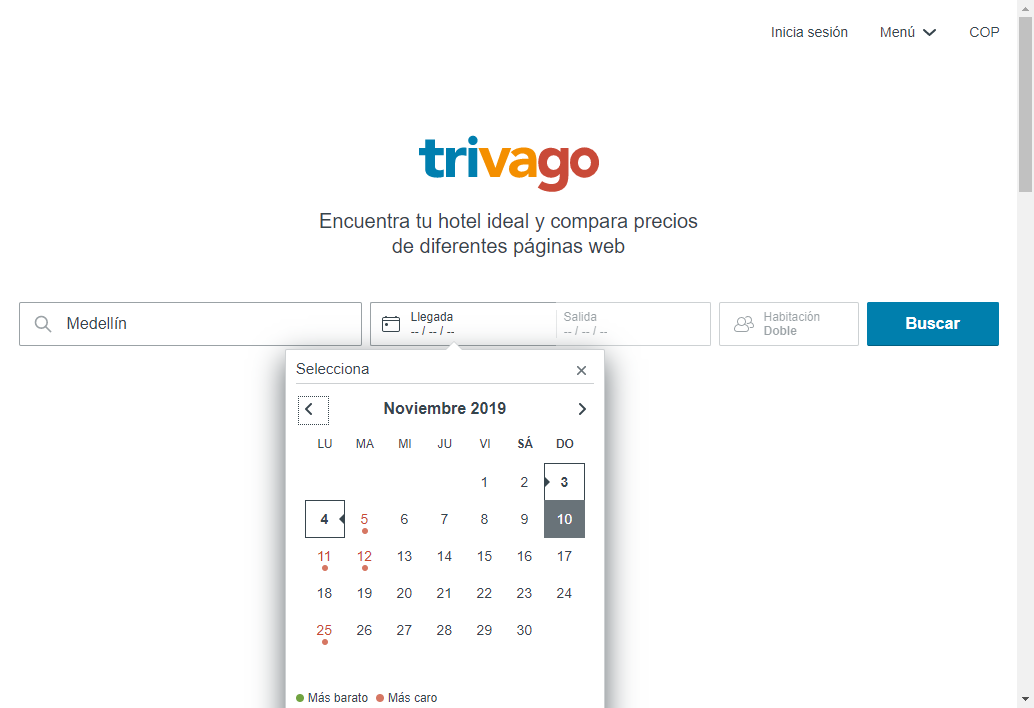 Inicia sesión Menú COP
trivago
Encuentra tu hotel ideal y compara precios
de diferentes páginas web
Medellín
Llegada
-- / -- / --
Salida
-- / -- / --
Habitación
Doble
Buscar
Selecciona
Noviembre 2019
LU MA MI JU VI SÁ DO
1 2 3
4 5 6 7 8 9 10
11 12 13 14 15 16 17
18 19 20 21 22 23 24
25 26 27 28 29 30
Más barato Más caro